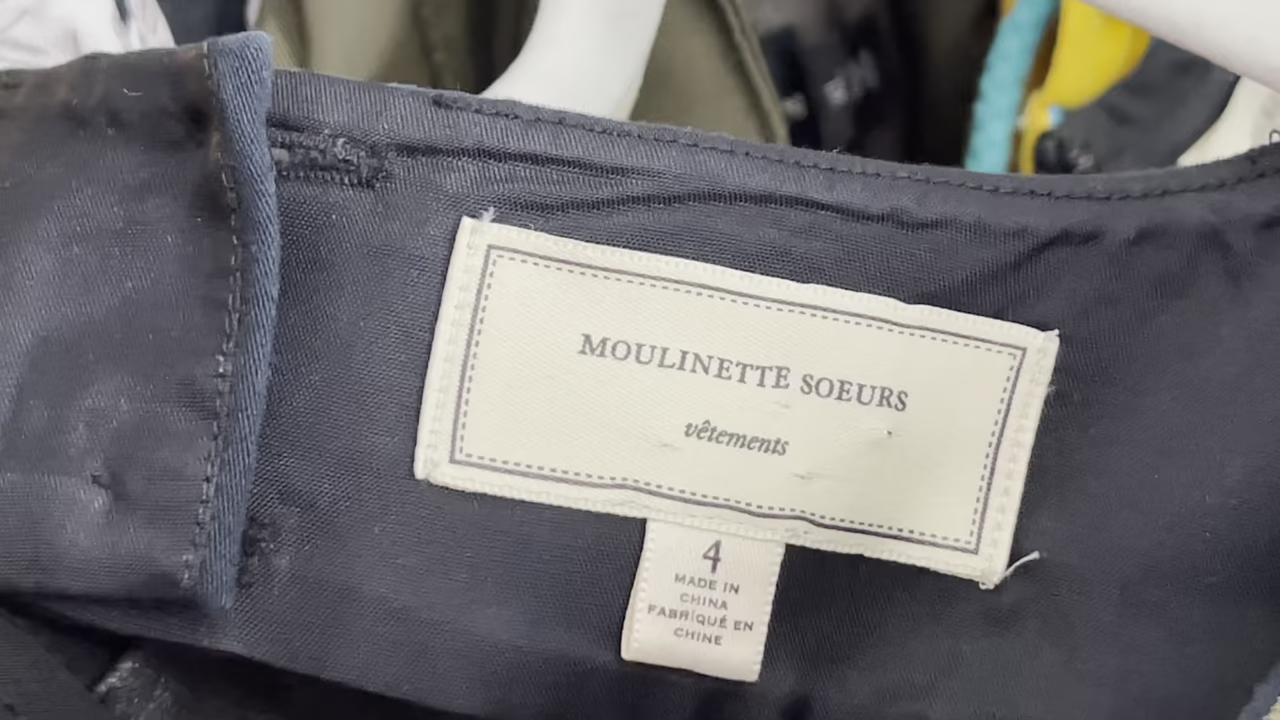 MOULINETTE SOEURS
vêtements
4
MADE IN
CHINA
FABRIQUÉ EN
CHINE